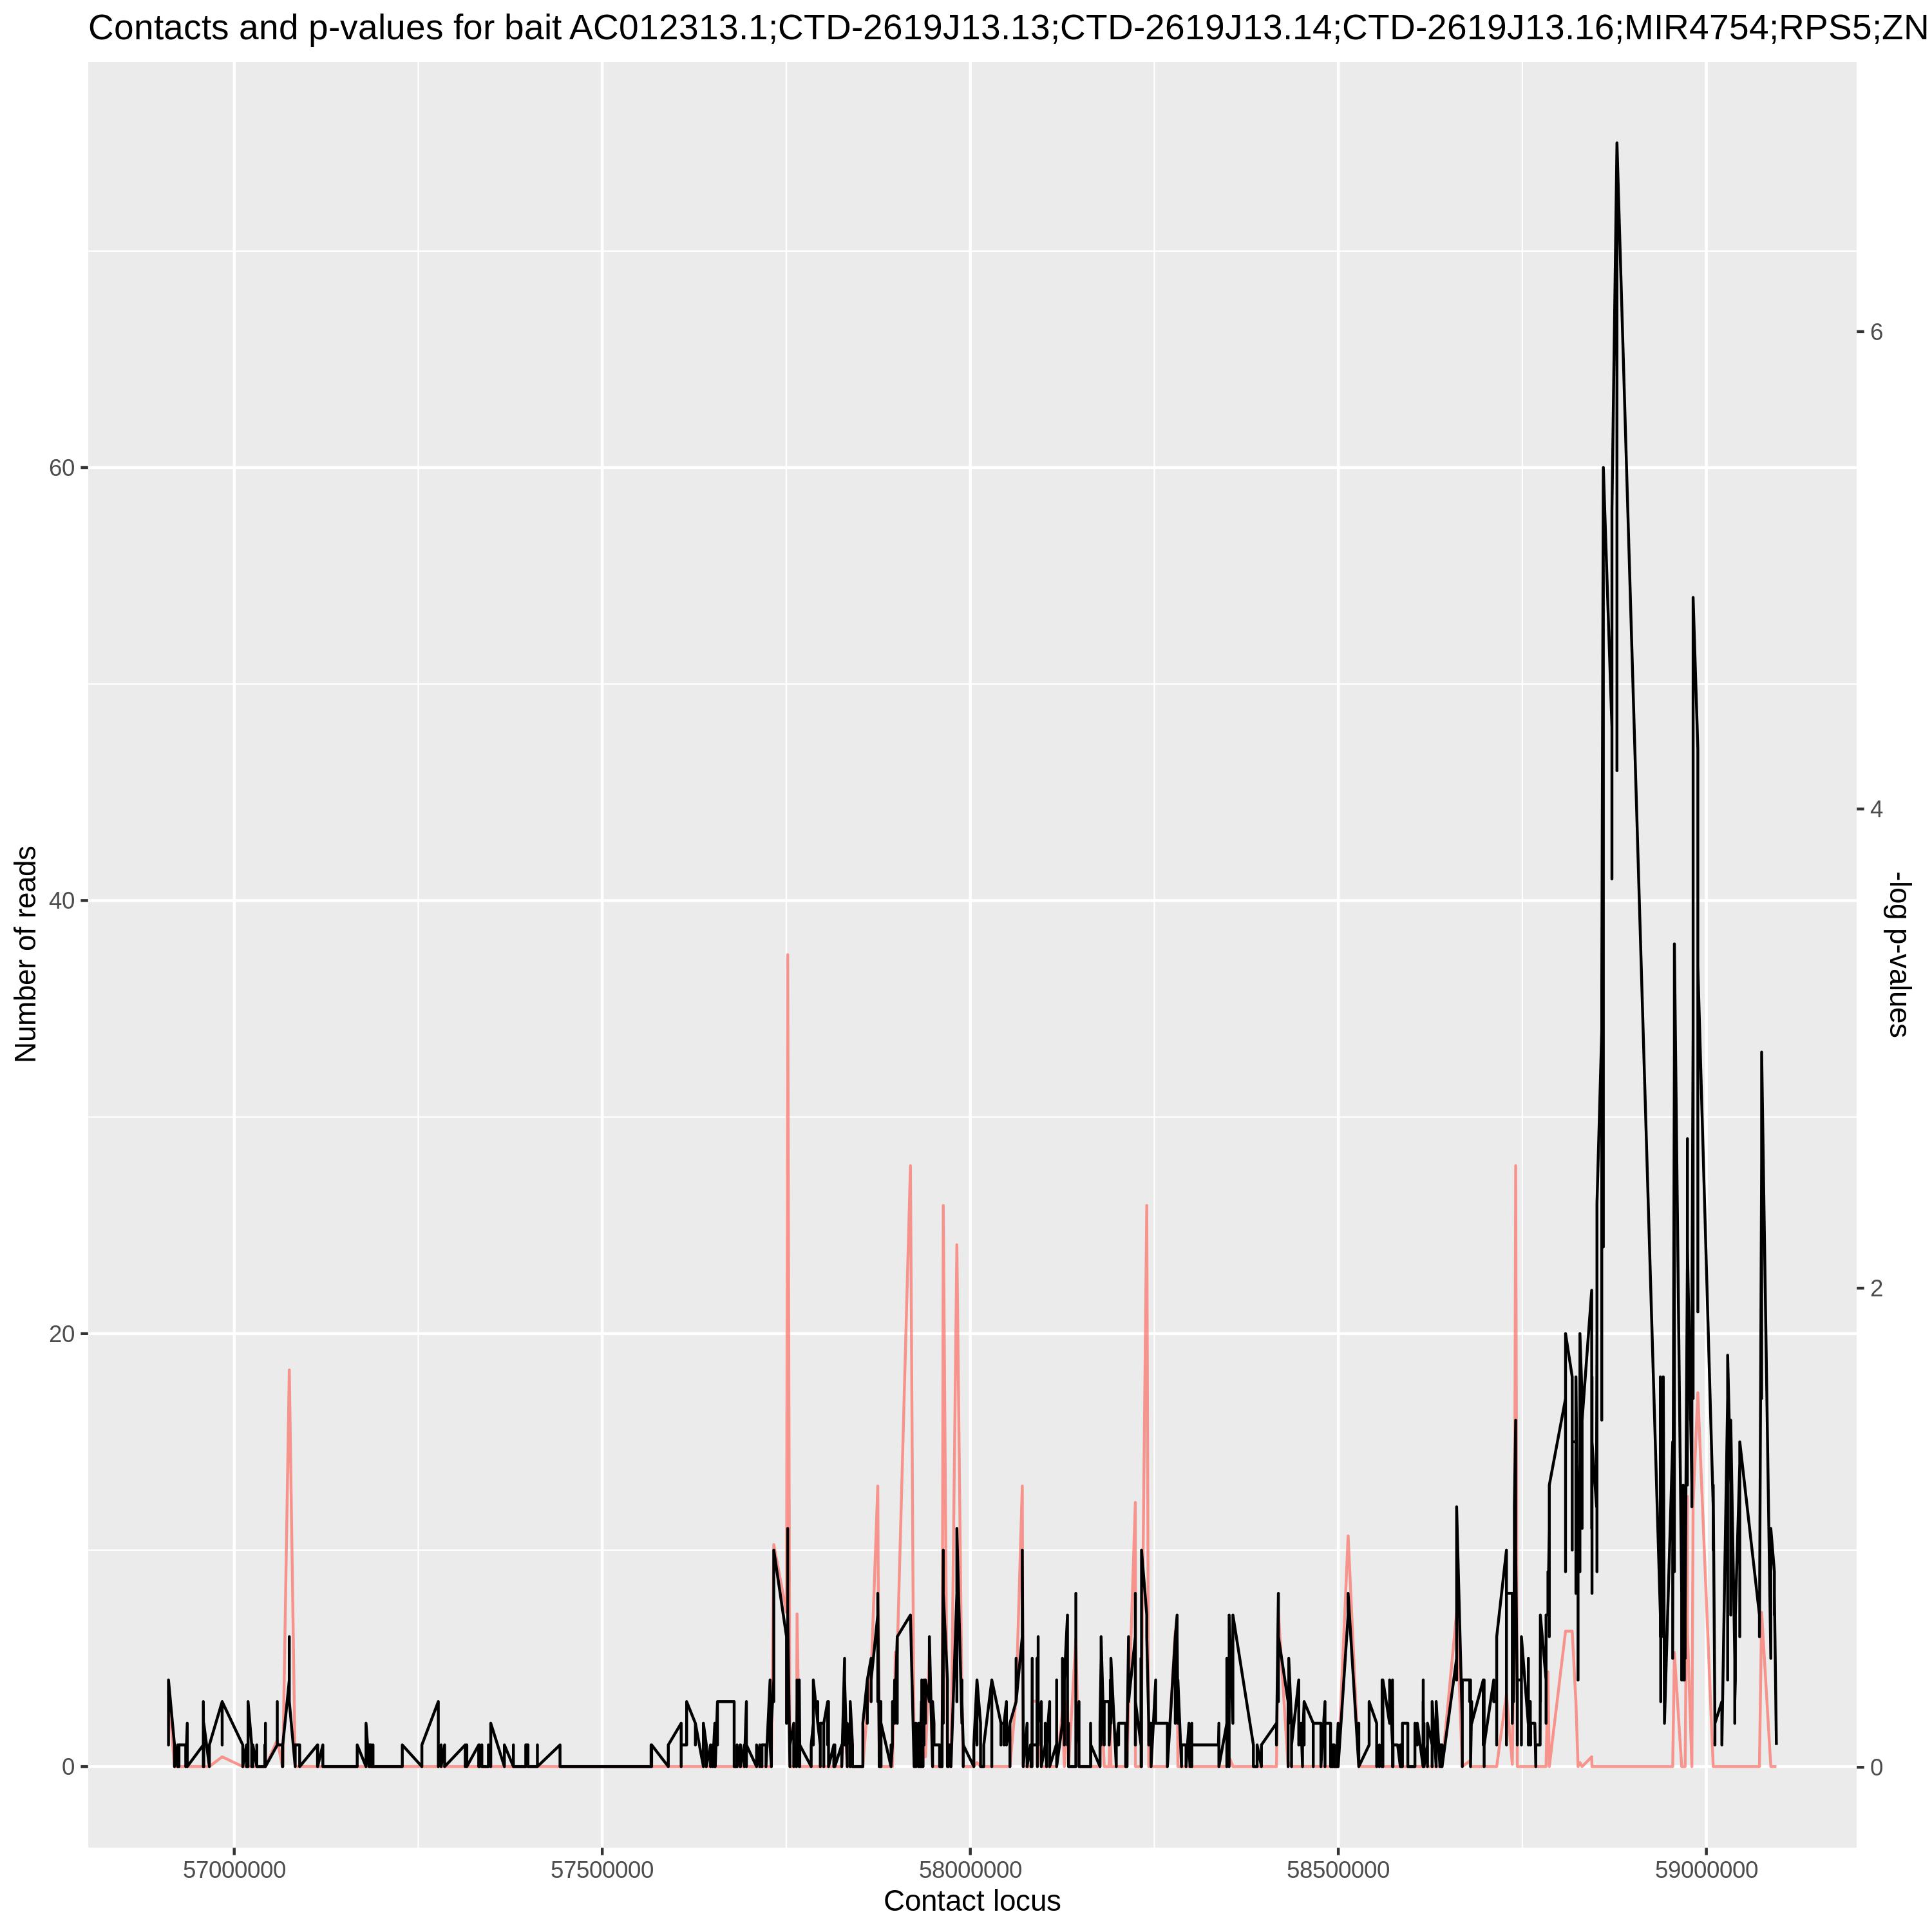 Contacts and p-values for bait AC012313.1;CTD-2619J13.13;CTD-2619J13.14;CTD-2619J13.16;MIR4754;RPS5;ZN
60
40
20
0
Number of reads
6
4
2
0
-log p-values
57000000 57500000 58000000 58500000 59000000
Contact locus